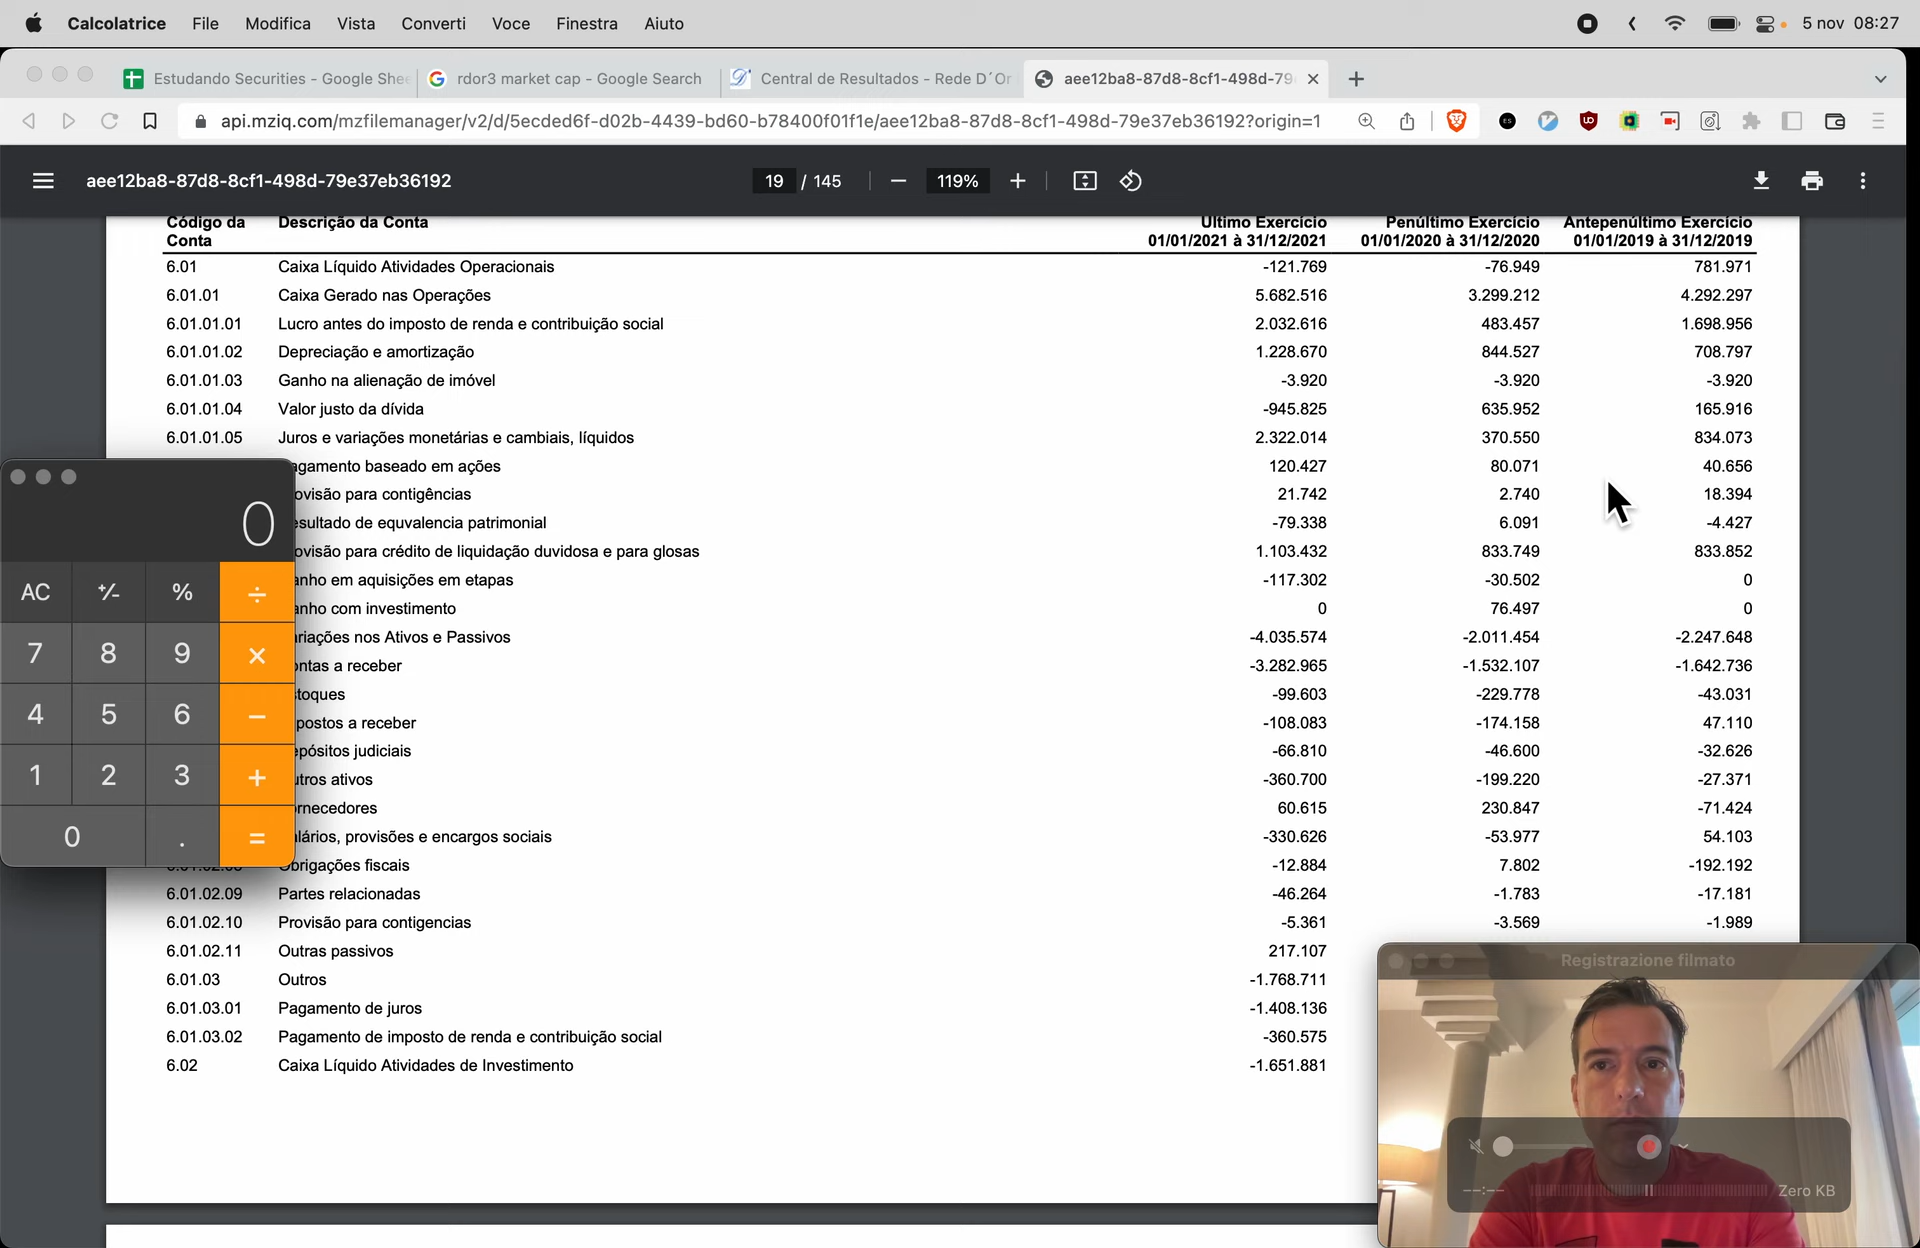 Calcolatrice File Modifica Vista Converti Voce Finestra Aiuto 5 nov 08:27
Estudando Securities - Google Shee rdor3 market cap - Google Search Central de Resultados - Rede D´Or aee12ba8-87d8-8cf1-498d-79
api.mziq.com/mzfilemanager/v2/d/5ecded6f-d02b-4439-bd60-b78400f01f1e/aee12ba8-87d8-8cf1-498d-79e37eb36192?origin=1
aee12ba8-87d8-8cf1-498d-79e37eb36192 19 / 145 119%
Código da Descrição da Conta Último Exercício Penúltimo Exercício Antepenúltimo Exercício
Conta 01/01/2021 à 31/12/2021 01/01/2020 à 31/12/2020 01/01/2019 à 31/12/2019
6.01 Caixa Líquido Atividades Operacionais -121.769 -76.949 781.971
6.01.01 Caixa Gerado nas Operações 5.682.516 3.299.212 4.292.297
6.01.01.01 Lucro antes do imposto de renda e contribuição social 2.032.616 483.457 1.698.956
6.01.01.02 Depreciação e amortização 1.228.670 844.527 708.797
6.01.01.03 Ganho na alienação de imóvel -3.920 -3.920 -3.920
6.01.01.04 Valor justo da dívida -945.825 635.952 165.916
6.01.01.05 Juros e variações monetárias e cambiais, líquidos 2.322.014 370.550 834.073
agamento baseado em ações 120.427 80.071 40.656
ovisão para contigências 21.742 2.740 18.394
esultado de equvalencia patrimonial -79.338 6.091 -4.427
ovisão para crédito de liquidação duvidosa e para glosas 1.103.432 833.749 833.852
anho em aquisições em etapas -117.302 -30.502 0
anho com investimento 0 76.497 0
ariações nos Ativos e Passivos -4.035.574 -2.011.454 -2.247.648
ontas a receber -3.282.965 -1.532.107 -1.642.736
toques -99.603 -229.778 -43.031
postos a receber -108.083 -174.158 47.110
epósitos judiciais -66.810 -46.600 -32.626
utros ativos -360.700 -199.220 -27.371
ornecedores 60.615 230.847 -71.424
alários, provisões e encargos sociais -330.626 -53.977 54.103
Obrigações fiscais -12.884 7.802 -192.192
6.01.02.09 Partes relacionadas -46.264 -1.783 -17.181
6.01.02.10 Provisão para contigencias -5.361 -3.569 -1.989
6.01.02.11 Outras passivos 217.107
6.01.03 Outros -1.768.711
6.01.03.01 Pagamento de juros -1.408.136
6.01.03.02 Pagamento de imposto de renda e contribuição social -360.575
6.02 Caixa Líquido Atividades de Investimento -1.651.881
0
AC +/- % ÷
7 8 9 ×
4 5 6 −
1 2 3 +
0 . =
Registrazione filmato
--:-- Zero KB